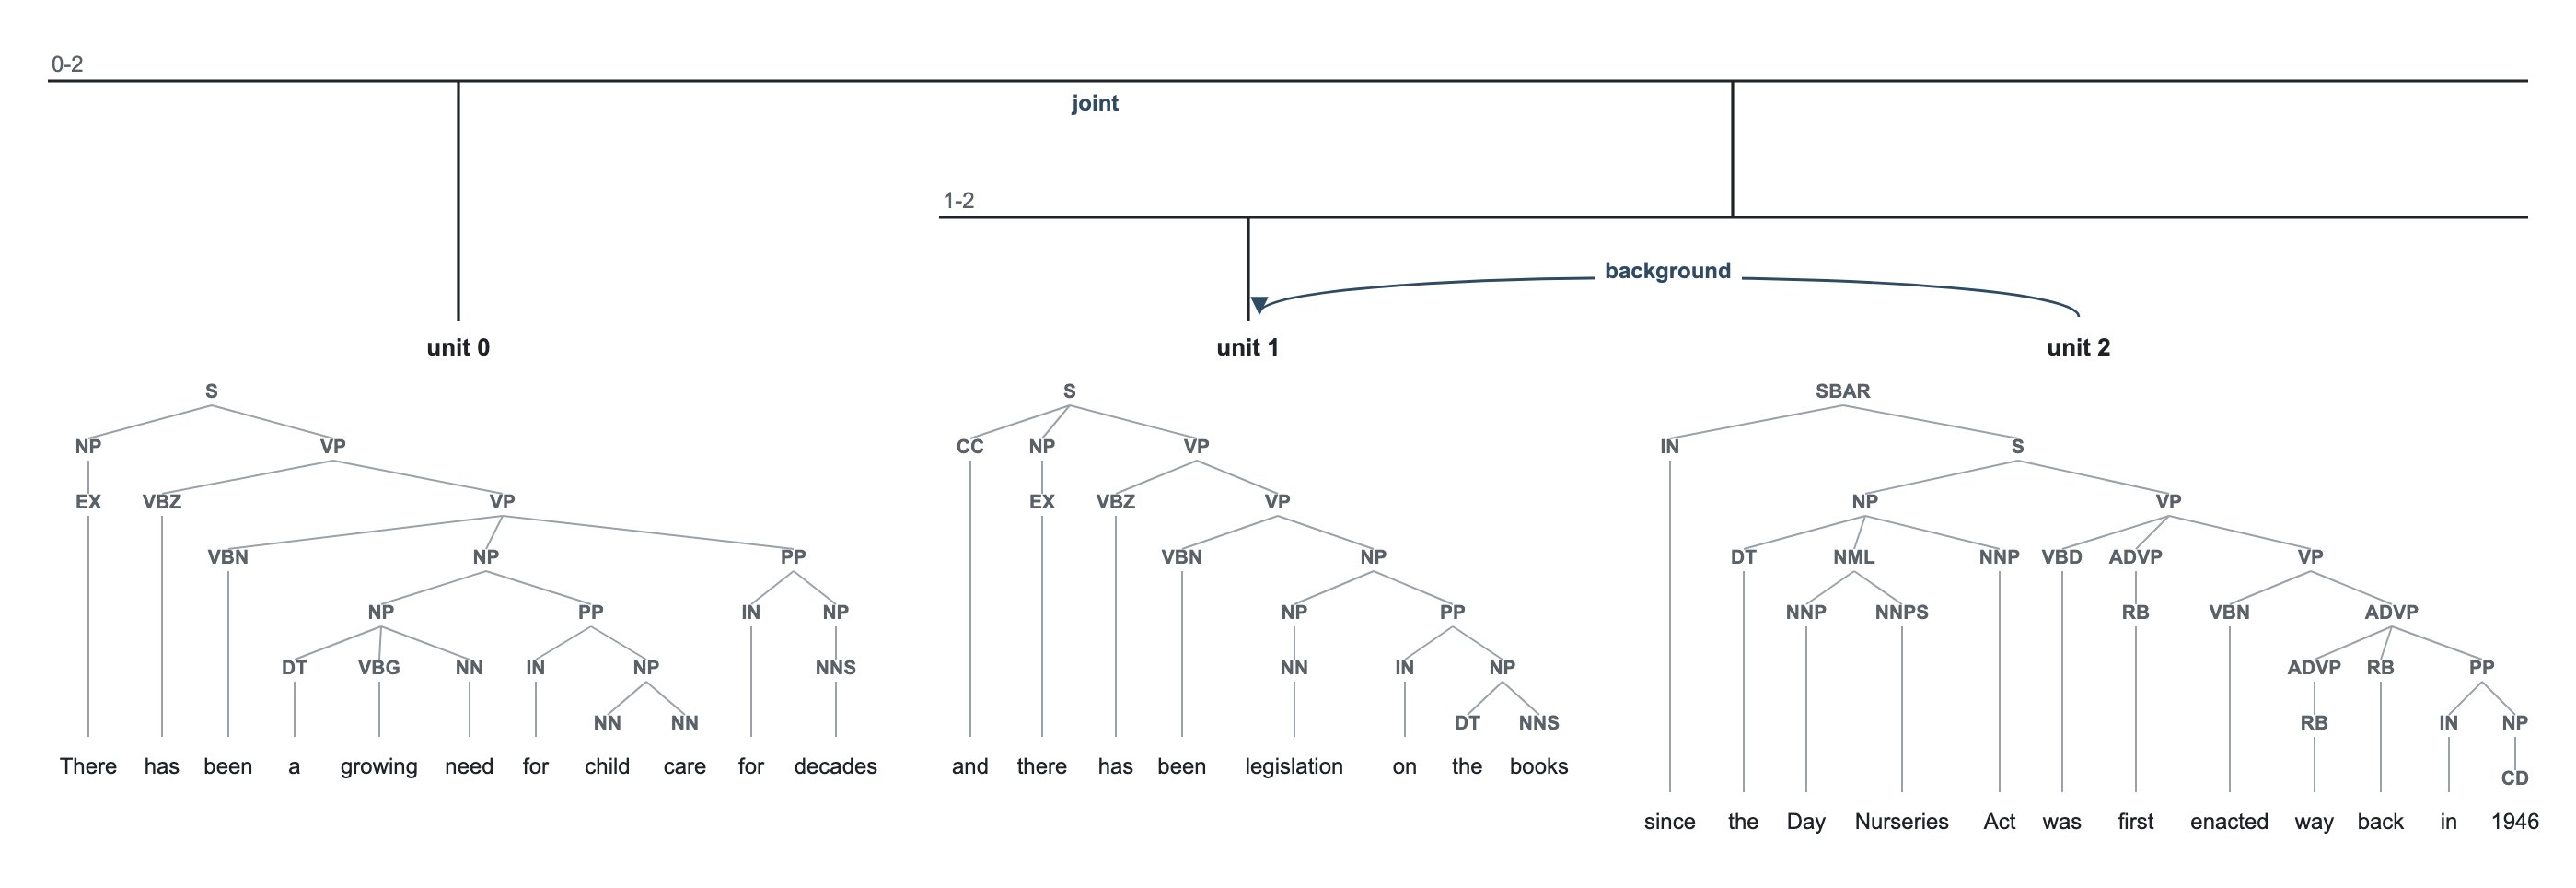 0-2
joint
1-2
background
unit 0 unit 1 unit 2
S S SBAR
NP VP CC NP VP IN S
EX VBZ VP EX VBZ VP NP VP
VBN NP PP VBN NP DT NML NNP VBD ADVP VP
NP PP IN NP NP PP NNP NNPS RB VBN ADVP
DT VBG NN IN NP NNS NN IN NP ADVP RB PP
NN NN DT NNS RB IN NP
There has been a growing need for child care for decades and there has been legislation on the books
CD
since the Day Nurseries Act was first enacted way back in 1946